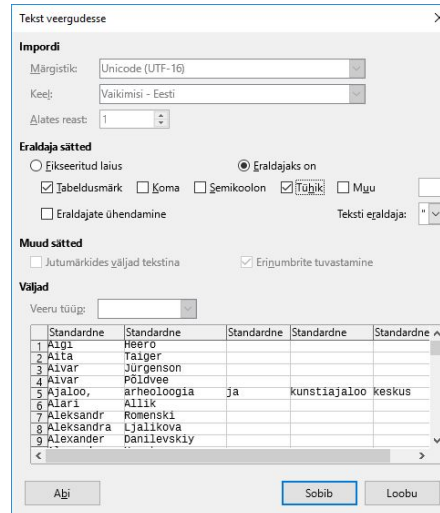 Tekst veergudesse
Impordi
Märgistik: Unicode (UTF-16)
Keel: Vaikimisi - Eesti
Alates reast: 1
Eraldaja sätted
Fikseeritud laius Eraldajaks on
Tabeldusmärk Koma Semikoolon Tühik Muu
Eraldajate ühendamine Teksti eraldaja: "
Muud sätted
Jutumärkides väljad tekstina Erinumbrite tuvastamine
Väljad
Veeru tüüp:
Standardne Standardne Standardne Standardne Standardne
1 Aigi Heero
2 Aita Taiger
3 Aivar Jürgenson
4 Aivar Põldvee
5 Ajaloo, arheoloogia ja kunstiajaloo keskus
6 Alari Allik
7 Aleksandr Romenski
8 Aleksandra Ljalikova
9 Alexander Danilevskiy
Abi Sobib Loobu